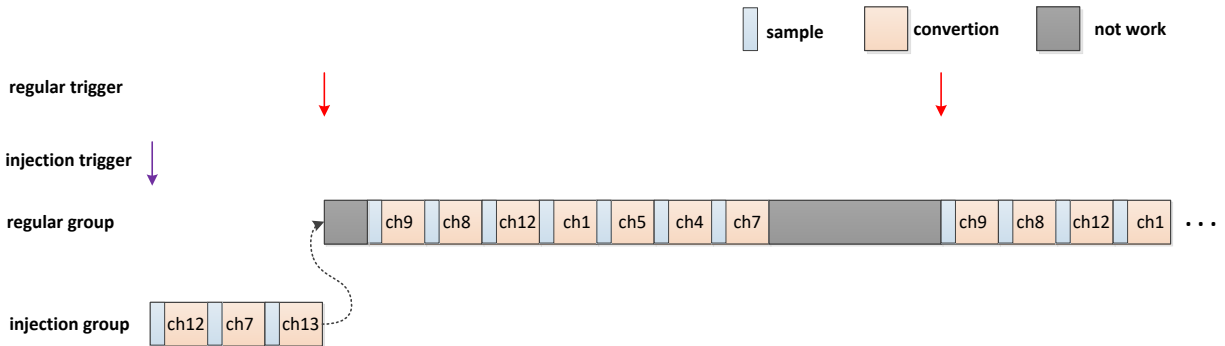 sample convertion not work
regular trigger
injection trigger
regular group ch9 ch8 ch12 ch1 ch5 ch4 ch7 ch9 ch8 ch12 ch1 ...
injection group ch12 ch7 ch13